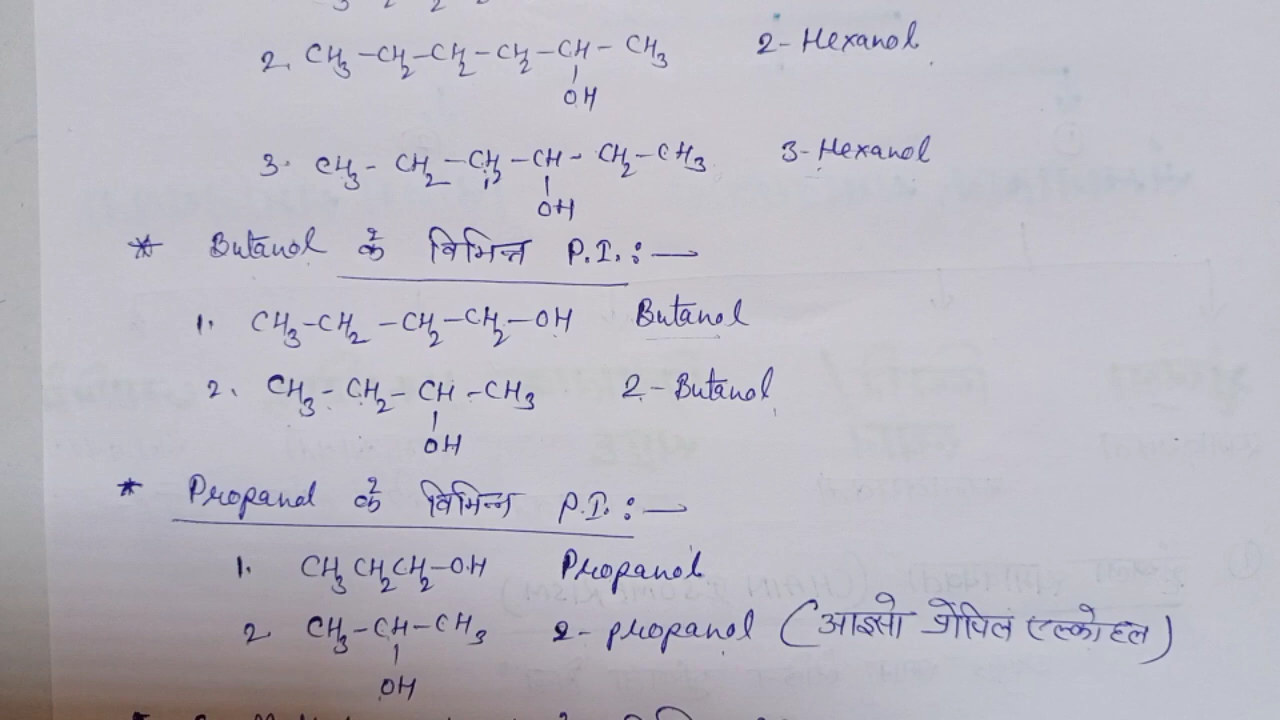 2. CH₃-CH₂-CH₂-CH₂-CH-CH₃ 2-Hexanol
OH
3. CH₃-CH₂-CH₂-CH-CH₂-CH₃ 3-Hexanol
OH
* Butanol के विभिन्न P.I. :—
1. CH₃-CH₂-CH₂-CH₂-OH Butanol
2. CH₃-CH₂-CH-CH₃ 2-Butanol
OH
* Propanol के विभिन्न P.I. :—
1. CH₃CH₂CH₂-OH Propanol
2 CH₃-CH-CH₃ 2-propanol (आइसो प्रोपिल एल्कोहल)
OH